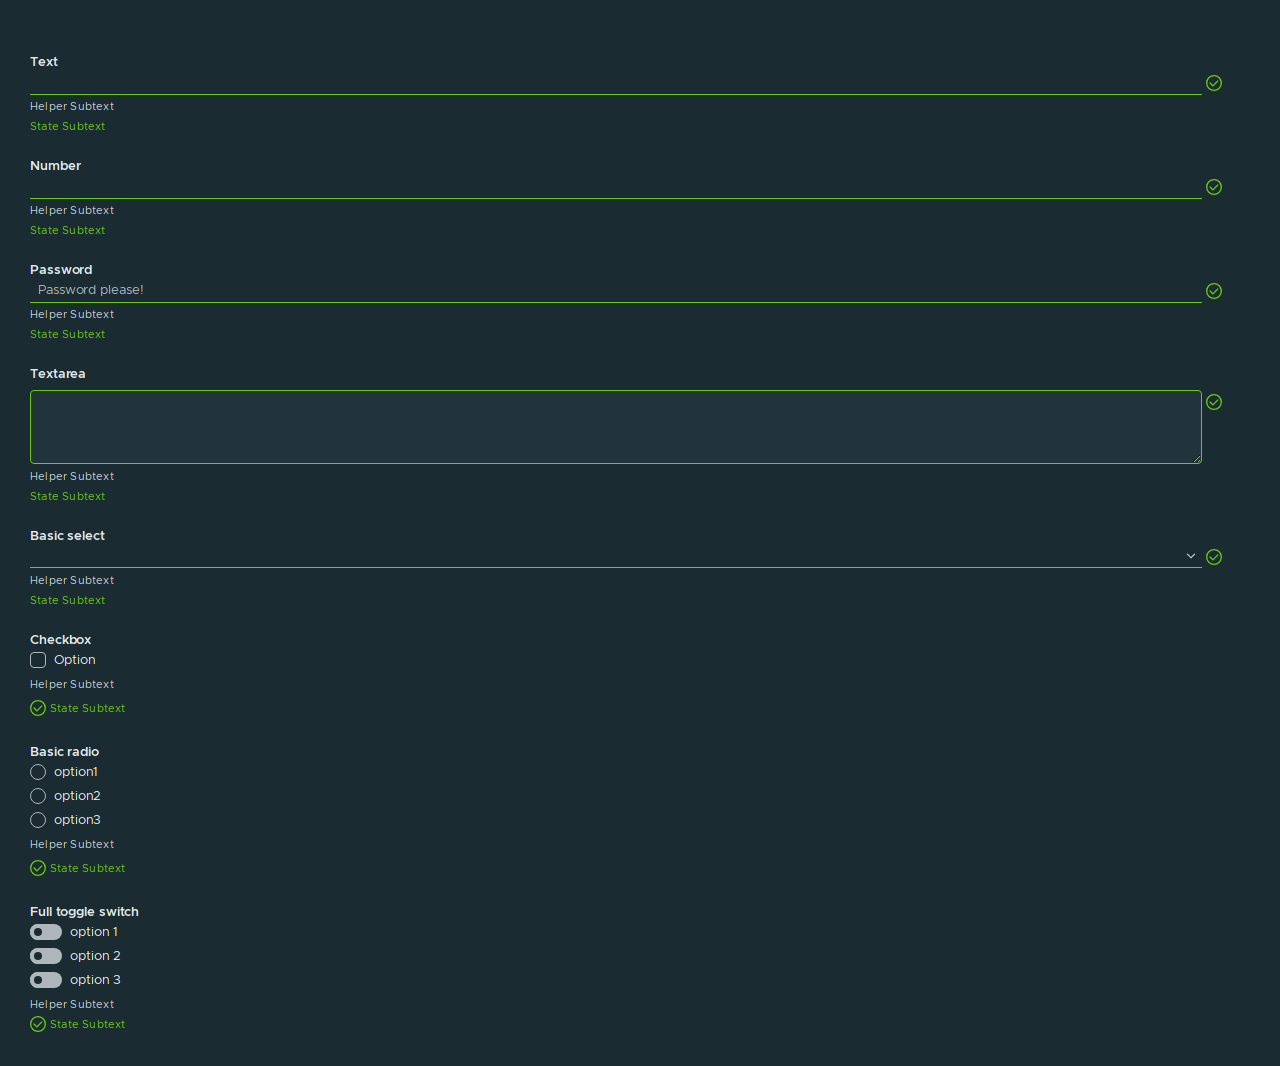 Text
Helper Subtext
State Subtext
Number
Helper Subtext
State Subtext
Password
Password please!
Helper Subtext
State Subtext
Textarea
Helper Subtext
State Subtext
Basic select
Helper Subtext
State Subtext
Checkbox
Option
Helper Subtext
State Subtext
Basic radio
option1
option2
option3
Helper Subtext
State Subtext
Full toggle switch
option 1
option 2
option 3
Helper Subtext
State Subtext